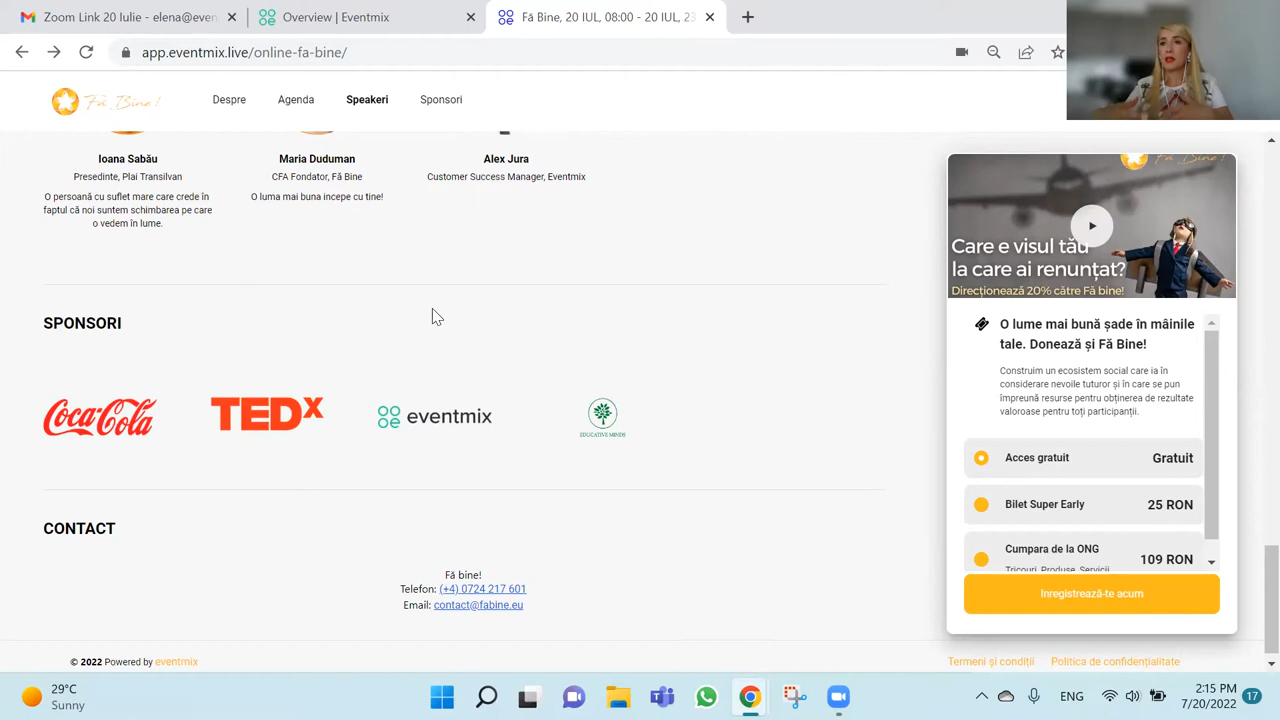 Zoom Link 20 Iulie - elena@even
Overview | Eventmix
Fă Bine, 20 IUL, 08:00 - 20 IUL, 23
app.eventmix.live/online-fa-bine/
Fă Bine!
Despre
Agenda
Speakeri
Sponsori
Ioana Sabău
Presedinte, Plai Transilvan
O persoană cu suflet mare care crede în
faptul că noi suntem schimbarea pe care
o vedem în lume.
Maria Duduman
CFA Fondator, Fă Bine
O luma mai buna incepe cu tine!
Alex Jura
Customer Success Manager, Eventmix
SPONSORI
Coca-Cola
TEDx
eventmix
EDUCATIVE MINDS
CONTACT
Fă bine!
Telefon: (+4) 0724 217 601
Email: contact@fabine.eu
© 2022 Powered by eventmix
Fă Bine!
Care e visul tău
la care ai renunțat?
Direcționează 20% către Fă bine!
O lume mai bună șade în mâinile
tale. Donează și Fă Bine!
Construim un ecosistem social care ia în
considerare nevoile tuturor și în care se pun
împreună resurse pentru obținerea de rezultate
valoroase pentru toți participanții.
Acces gratuit
Gratuit
Bilet Super Early
25 RON
Cumpara de la ONG
109 RON
Tricouri, Produse, Servicii
Inregistrează-te acum
Termeni și condiții
Politica de confidențialitate
29°C
Sunny
ENG
2:15 PM
7/20/2022
17